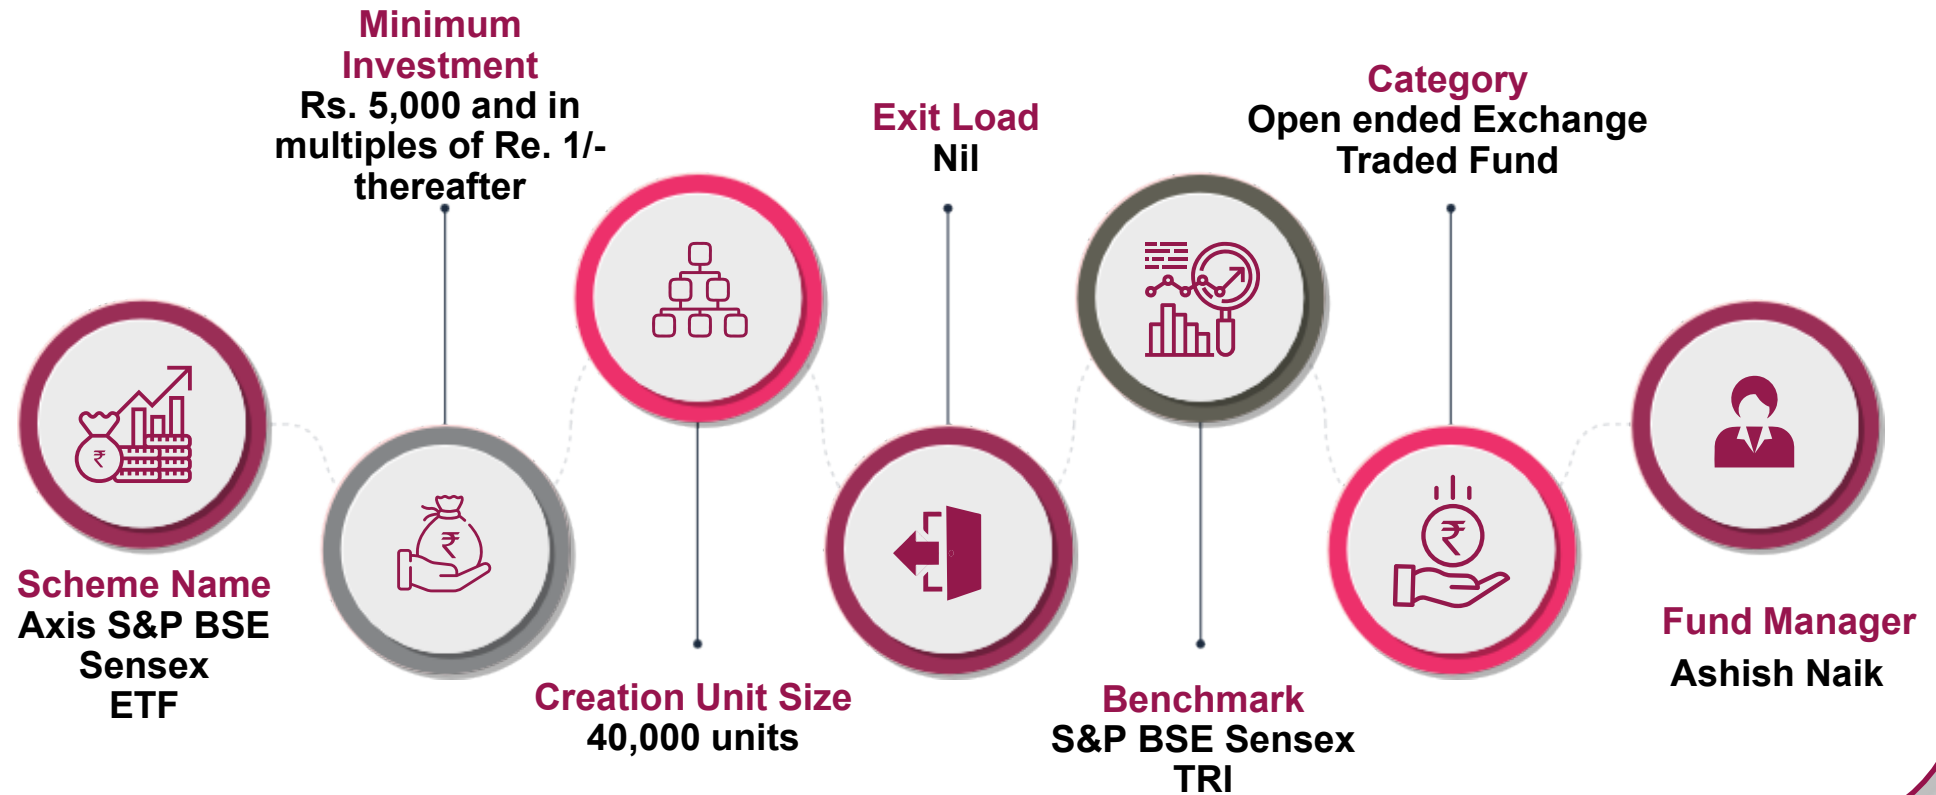 Scheme Name
Axis S&P BSE
Sensex
ETF
Minimum
Investment
Rs. 5,000 and in
multiples of Re. 1/-
thereafter
Creation Unit Size
40,000 units
Exit Load
Nil
Benchmark
S&P BSE Sensex
TRI
Category
Open ended Exchange
Traded Fund
Fund Manager
Ashish Naik
₹
₹
₹